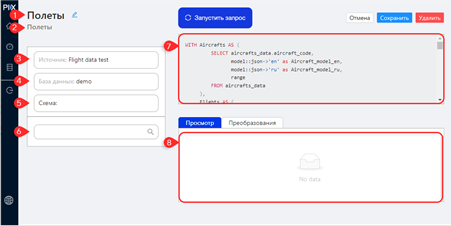 PIX
1 Полеты
2 Полеты
Запустить запрос
Отмена Сохранить Удалить
3 Источник: Flight data test
4 База данных: demo
5 Схема:
6
7
WITH Aircrafts AS (
SELECT aircrafts_data.aircraft_code,
model::json->'en' as Aircraft_model_en,
model::json->'ru' as Aircraft_model_ru,
range
FROM aircrafts_data
),
Flights AS (
Просмотр Преобразования
8
No data